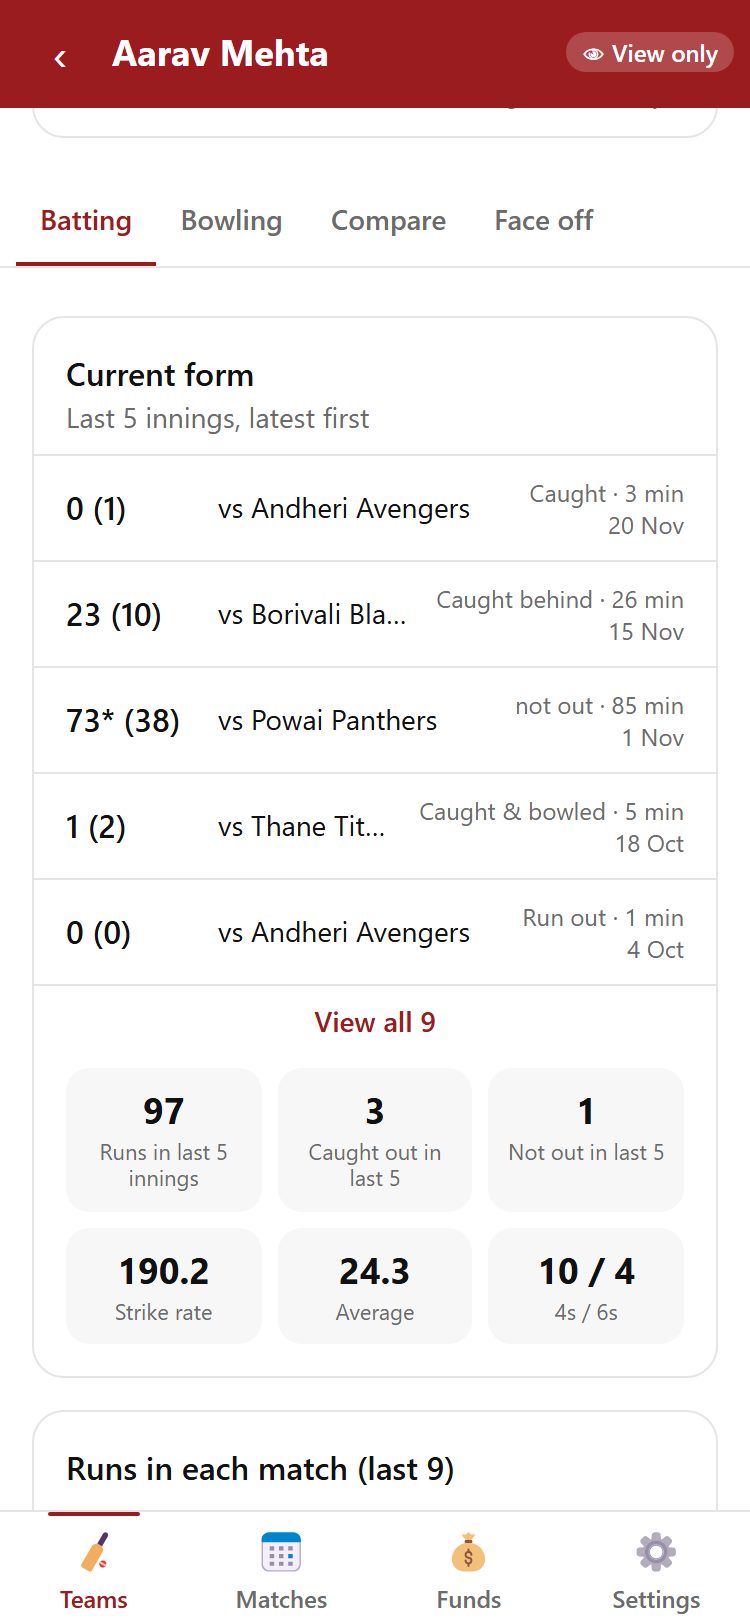 ‹ Aarav Mehta
View only
Batting Bowling Compare Face off
Current form
Last 5 innings, latest first
0 (1) vs Andheri Avengers Caught · 3 min
20 Nov
23 (10) vs Borivali Bla... Caught behind · 26 min
15 Nov
73* (38) vs Powai Panthers not out · 85 min
1 Nov
1 (2) vs Thane Tit... Caught & bowled · 5 min
18 Oct
0 (0) vs Andheri Avengers Run out · 1 min
4 Oct
View all 9
97
Runs in last 5
innings
3
Caught out in
last 5
1
Not out in last 5
190.2
Strike rate
24.3
Average
10 / 4
4s / 6s
Runs in each match (last 9)
Teams Matches Funds Settings